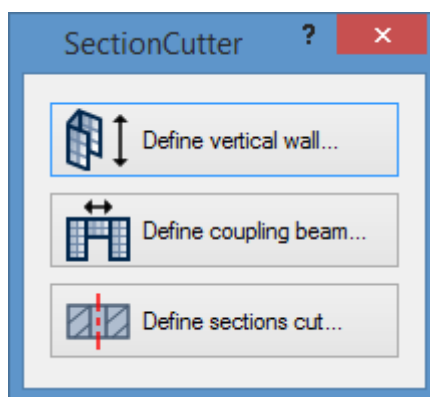 SectionCutter ? ×
Define vertical wall...
Define coupling beam...
Define sections cut...